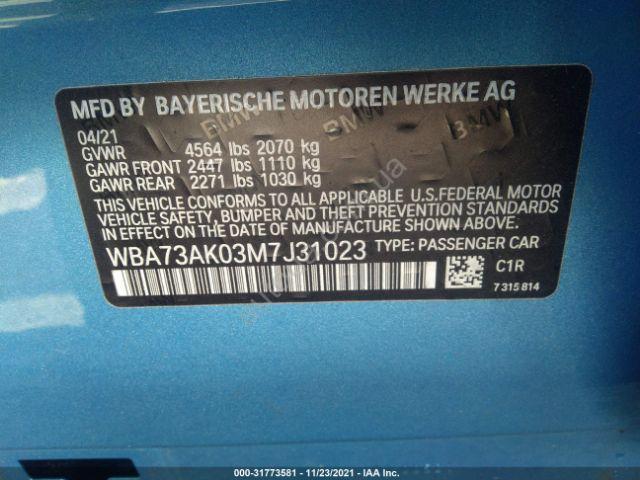 MFD BY BAYERISCHE MOTOREN WERKE AG
04/21
GVWR 4564 lbs 2070 kg
GAWR FRONT 2447 lbs 1110 kg
GAWR REAR 2271 lbs 1030 kg
THIS VEHICLE CONFORMS TO ALL APPLICABLE U.S.FEDERAL MOTOR
VEHICLE SAFETY, BUMPER, AND THEFT PREVENTION
STANDARDS IN EFFECT ON THE DATE OF MANUFACTURE SHOWN ABOVE.
WBA73AK03M7J31023 TYPE: PASSENGER CAR
C1R
7315814
000-31773581 - 11/23/2021 - IAA Inc.